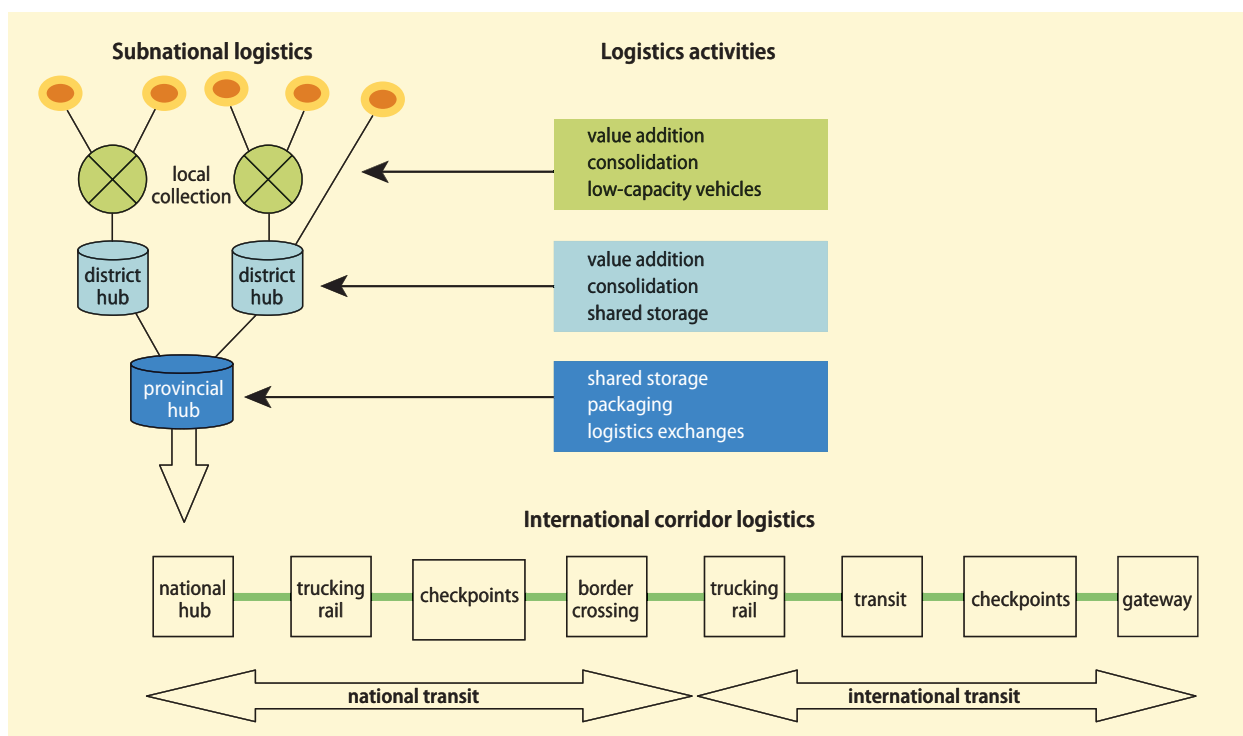 Subnational logistics
Logistics activities
value addition
consolidation
low-capacity vehicles
local
collection
district
hub
district
hub
value addition
consolidation
shared storage
provincial
hub
shared storage
packaging
logistics exchanges
International corridor logistics
national
hub
trucking
rail
checkpoints
border
crossing
trucking
rail
transit
checkpoints
gateway
national transit
international transit